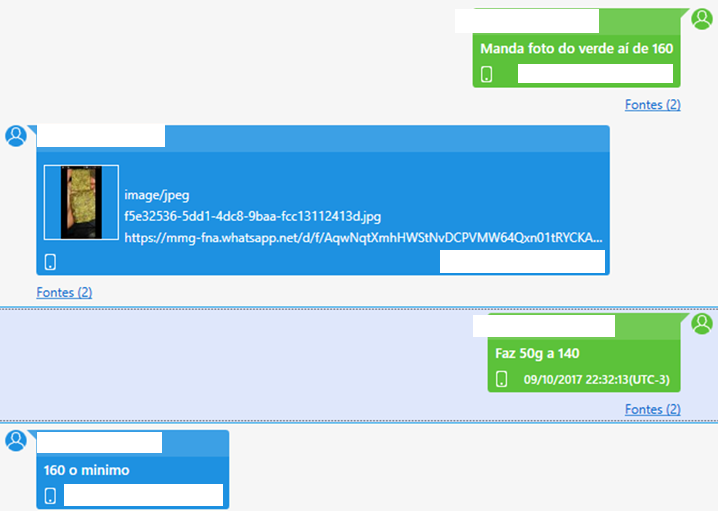 Manda foto do verde aí de 160
Fontes (2)
image/jpeg
f5e32536-5dd1-4dc8-9baa-fcc13112413d.jpg
https://mmg-fna.whatsapp.net/d/f/AqwNqtXmhHWStNvDCPVMW64Qxn01tRYCKA...
Fontes (2)
Faz 50g a 140
09/10/2017 22:32:13(UTC-3)
Fontes (2)
160 o minimo